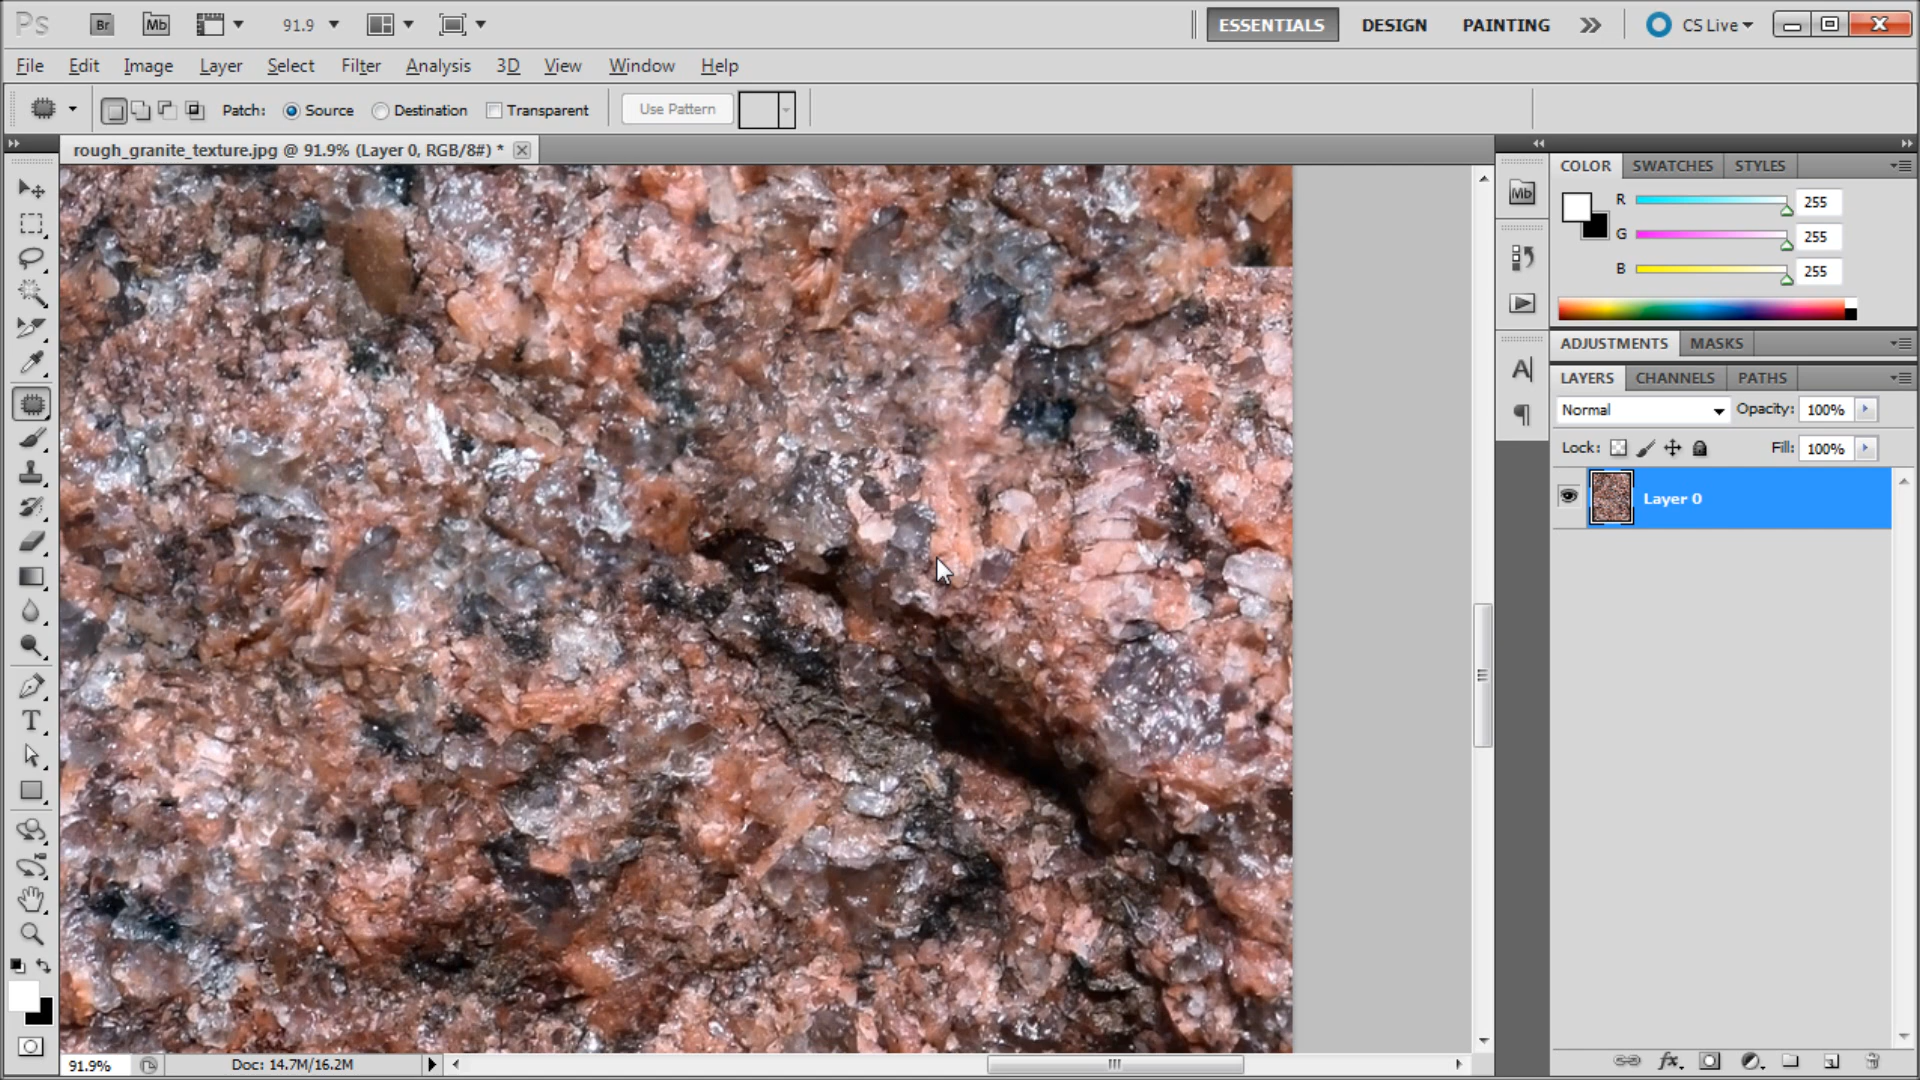 Ps Br Mb 91.9 ESSENTIALS DESIGN PAINTING CS Live
File Edit Image Layer Select Filter Analysis 3D View Window Help
Patch: Source Destination Transparent Use Pattern
rough_granite_texture.jpg @ 91.9% (Layer 0, RGB/8#) *
COLOR SWATCHES STYLES
Mb
R 255
G 255
B 255
ADJUSTMENTS MASKS
A
LAYERS CHANNELS PATHS
Normal Opacity: 100%
Lock: Fill: 100%
Layer 0
T
91.9% Doc: 14.7M/16.2M
fx